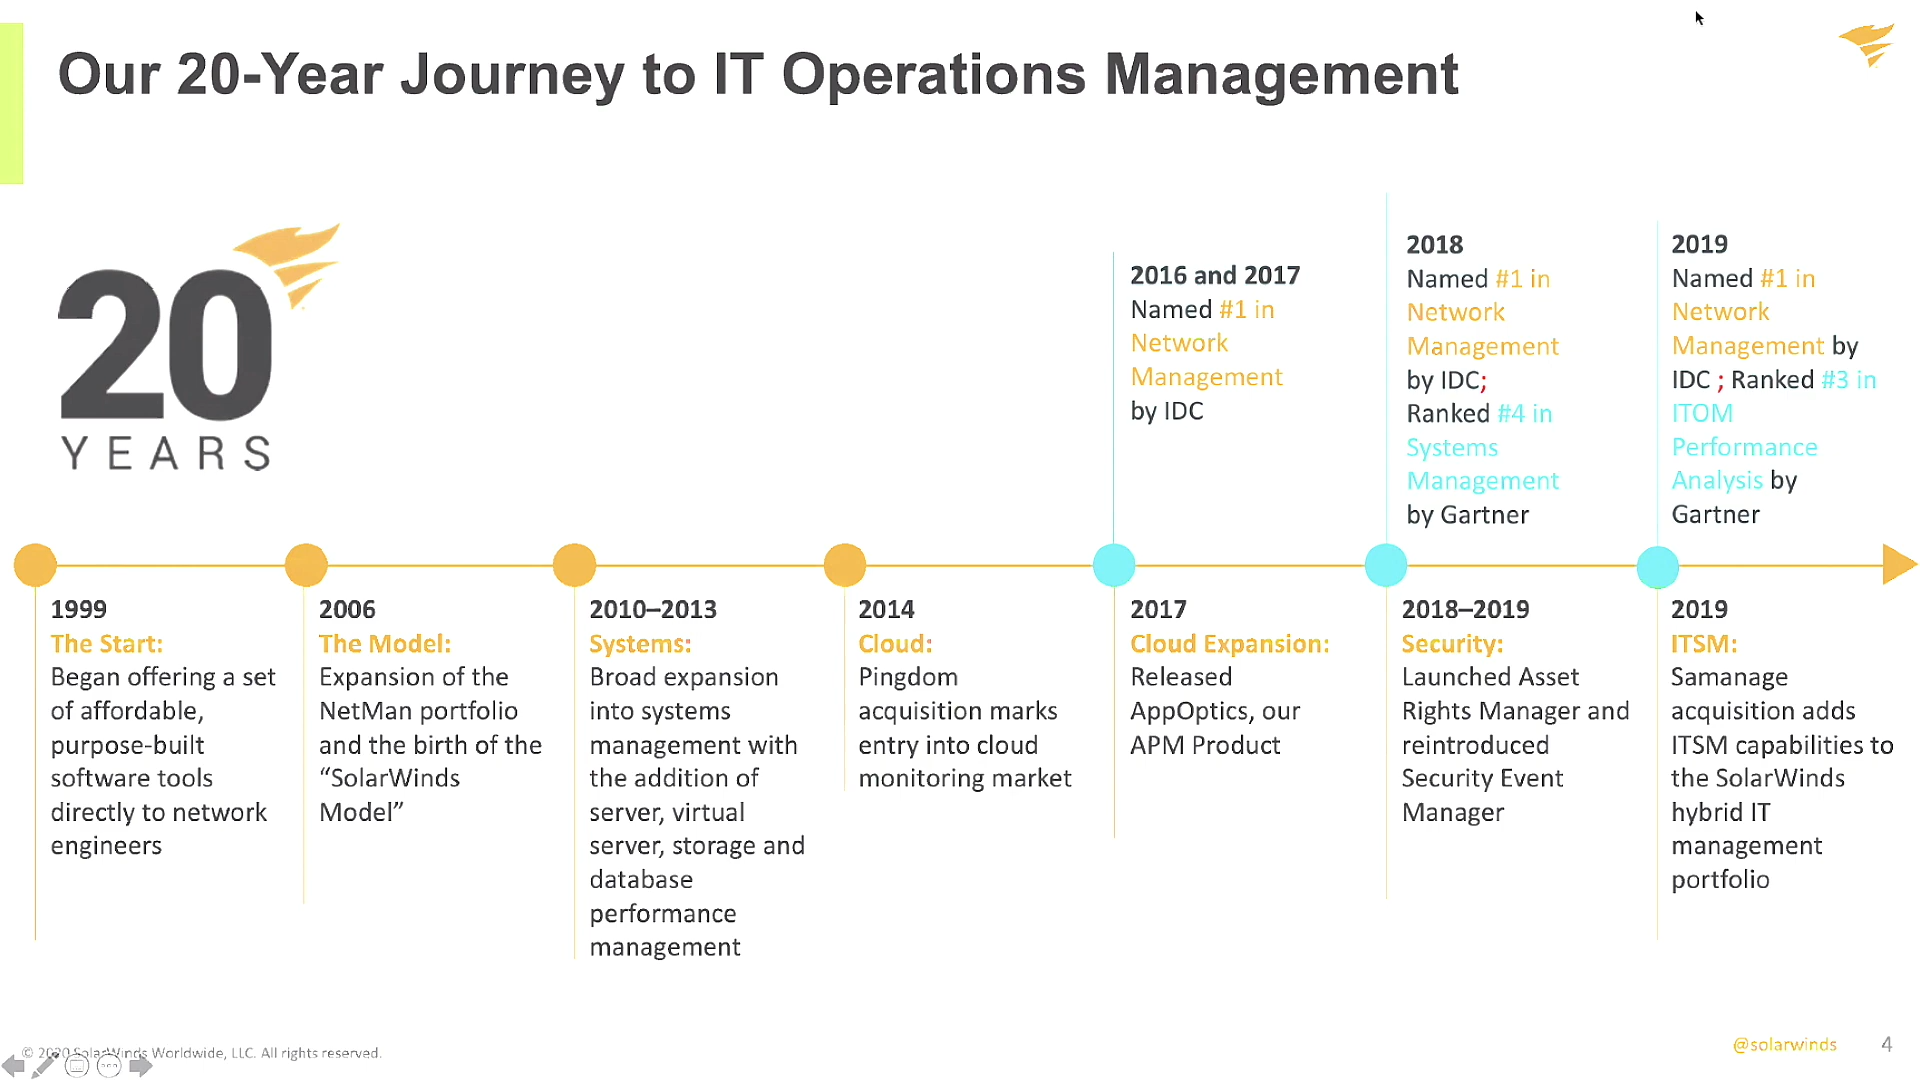 Our 20-Year Journey to IT Operations Management
20
YEARS
2016 and 2017
Named #1 in
Network
Management
by IDC
2018
Named #1 in
Network
Management
by IDC;
Ranked #4 in
Systems
Management
by Gartner
2019
Named #1 in
Network
Management by
IDC ; Ranked #3 in
ITOM
Performance
Analysis by
Gartner
1999
The Start:
Began offering a set
of affordable,
purpose-built
software tools
directly to network
engineers
2006
The Model:
Expansion of the
NetMan portfolio
and the birth of the
“SolarWinds
Model”
2010–2013
Systems:
Broad expansion
into systems
management with
the addition of
server, virtual
server, storage and
database
performance
management
2014
Cloud:
Pingdom
acquisition marks
entry into cloud
monitoring market
2017
Cloud Expansion:
Released
AppOptics, our
APM Product
2018–2019
Security:
Launched Asset
Rights Manager and
reintroduced
Security Event
Manager
2019
ITSM:
Samanage
acquisition adds
ITSM capabilities to
the SolarWinds
hybrid IT
management
portfolio
© 2020 SolarWinds Worldwide, LLC. All rights reserved.
@solarwinds
4